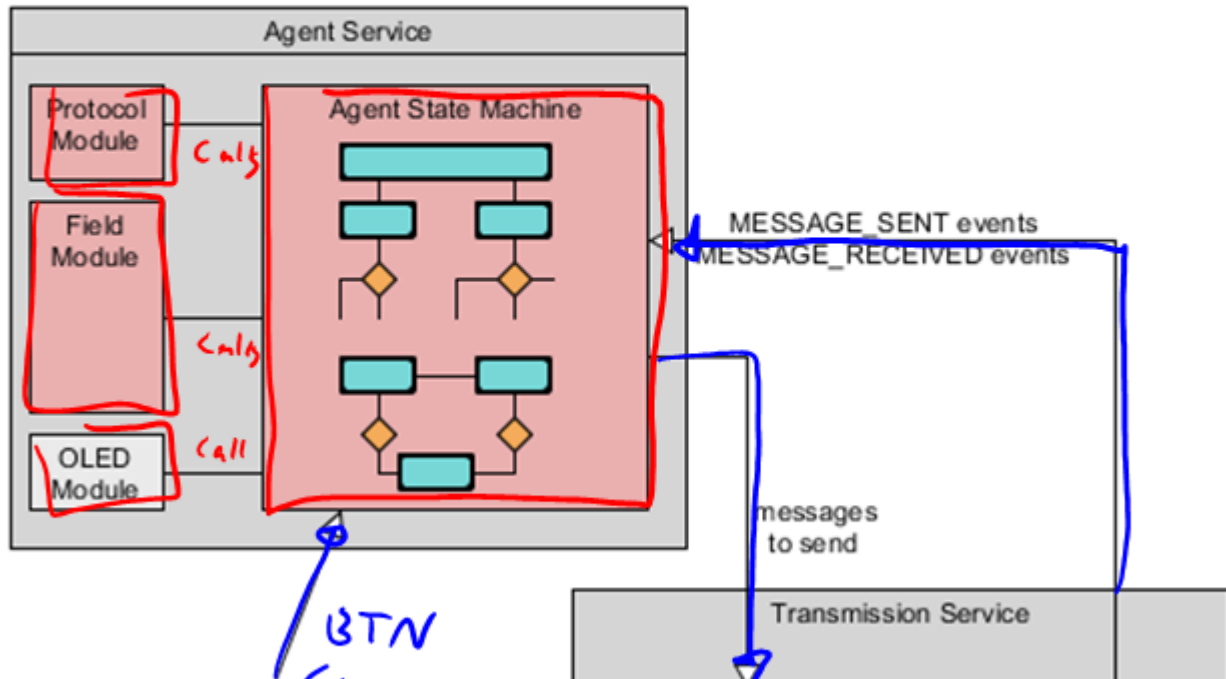 Agent Service
Protocol
Module
Agent State Machine
Calls
Field
Module
MESSAGE_SENT events
MESSAGE_RECEIVED events
Calls
OLED
Module
Call
messages
to send
BTN
Transmission Service